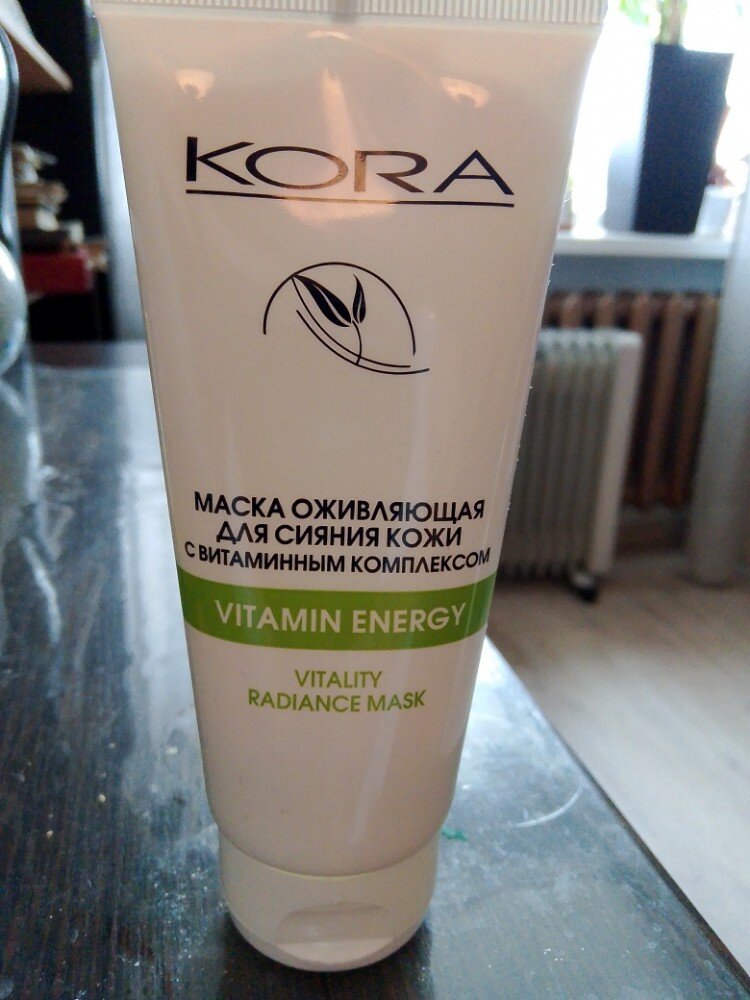 KORA
МАСКА ОЖИВЛЯЮЩАЯ
ДЛЯ СИЯНИЯ КОЖИ
С ВИТАМИННЫМ КОМПЛЕКСОМ
VITAMIN ENERGY
VITALITY
RADIANCE MASK